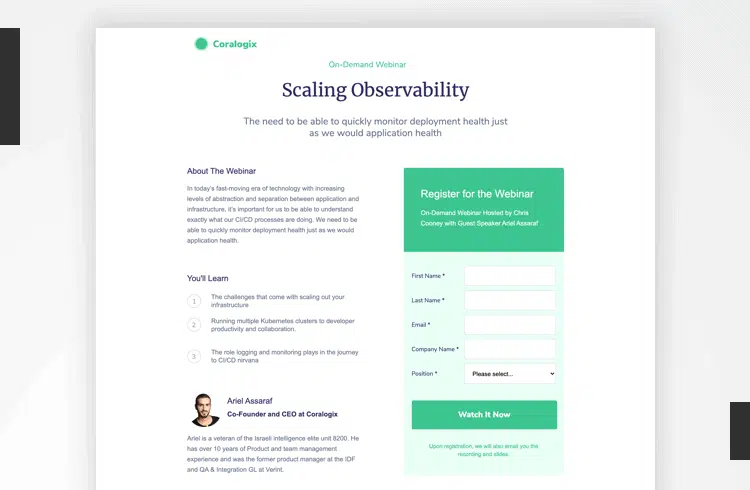 Coralogix
On-Demand Webinar
Scaling Observability
The need to be able to quickly monitor deployment health just
as we would application health
About The Webinar
In today's fast-moving era of technology with increasing
levels of abstraction and separation between application and
infrastructure, it's important for us to be able to understand
exactly what our CI/CD processes are doing. We need to be
able to quickly monitor deployment health just as we would
application health.
You'll Learn
1 The challenges that come with scaling out your
infrastructure
2 Running multiple Kubernetes clusters to developer
productivity and collaboration.
3 The role logging and monitoring plays in the journey
to CI/CD nirvana
Ariel Assaraf
Co-Founder and CEO at Coralogix
Ariel is a veteran of the Israeli intelligence elite unit 8200. He
has over 10 years of Product and team management
experience and was the former product manager at the IDF
and QA & Integration GL at Verint.
Register for the Webinar
On-Demand Webinar Hosted by Chris
Cooney with Guest Speaker Ariel Assaraf
First Name *
Last Name *
Email *
Company Name *
Position * Please select...
Watch It Now
Upon registration, we will also email you the
recording and slides.